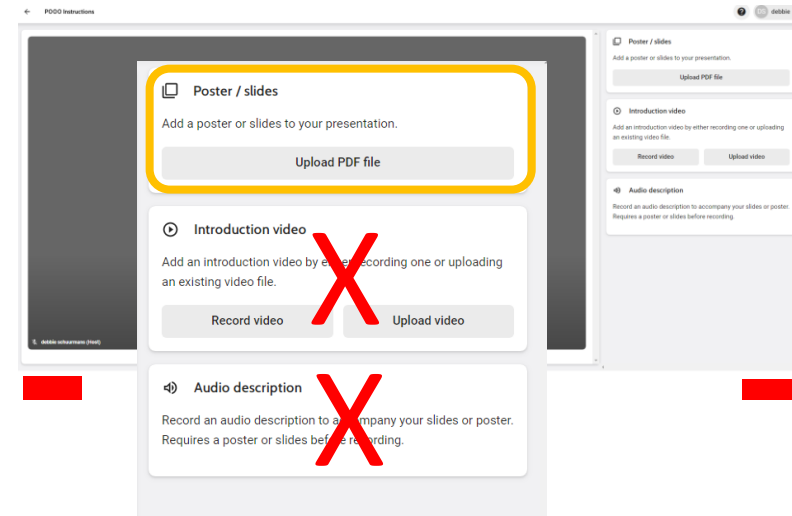 POGO Instructions
DS debbie
Poster / slides
Add a poster or slides to your presentation.
Upload PDF file
Introduction video
Add an introduction video by either recording one or uploading
an existing video file.
Record video Upload video
Audio description
Record an audio description to accompany your slides or poster.
Requires a poster or slides before recording.
debbie-schuurmans (Host)
Poster / slides
Add a poster or slides to your presentation.
Upload PDF file
Introduction video
Add an introduction video by either recording one or uploading
an existing video file.
Record video Upload video
Audio description
Record an audio description to accompany your slides or poster.
Requires a poster or slides before recording.
X
X